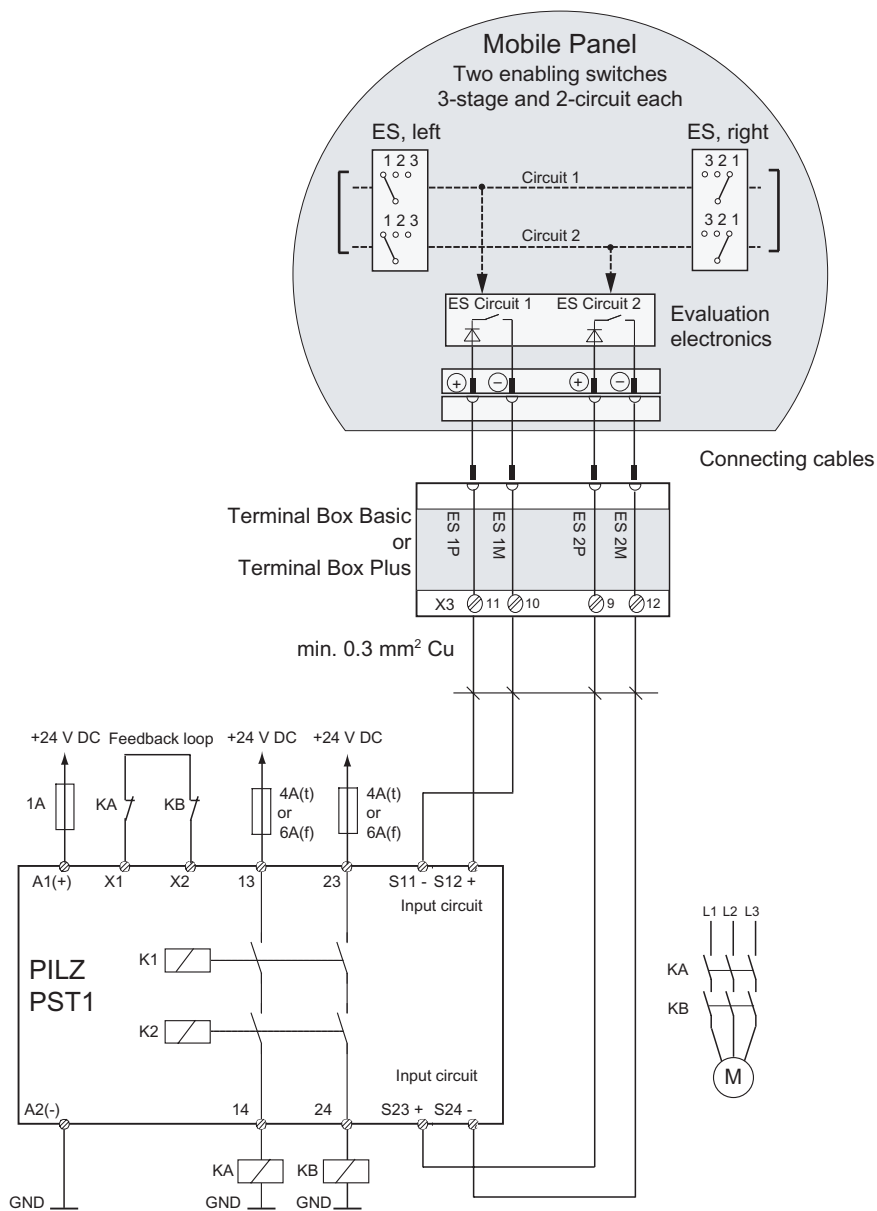 Mobile Panel
Two enabling switches
3-stage and 2-circuit each
ES, left
ES, right
1 2 3
3 2 1
Circuit 1
1 2 3
3 2 1
Circuit 2
ES Circuit 1
ES Circuit 2
Evaluation
electronics
+
−
+
−
Connecting cables
Terminal Box Basic
or
Terminal Box Plus
ES 1P
ES 1M
ES 2P
ES 2M
X3
11
10
9
12
min. 0.3 mm² Cu
+24 V DC
Feedback loop
+24 V DC
+24 V DC
1A
KA
KB
4A(t)
or
6A(f)
4A(t)
or
6A(f)
A1(+)
X1
X2
13
23
S11 -
S12 +
Input circuit
L1
L2
L3
KA
KB
M
PILZ
PST1
K1
K2
Input circuit
A2(-)
14
24
S23 +
S24 -
KA
KB
GND
GND
GND